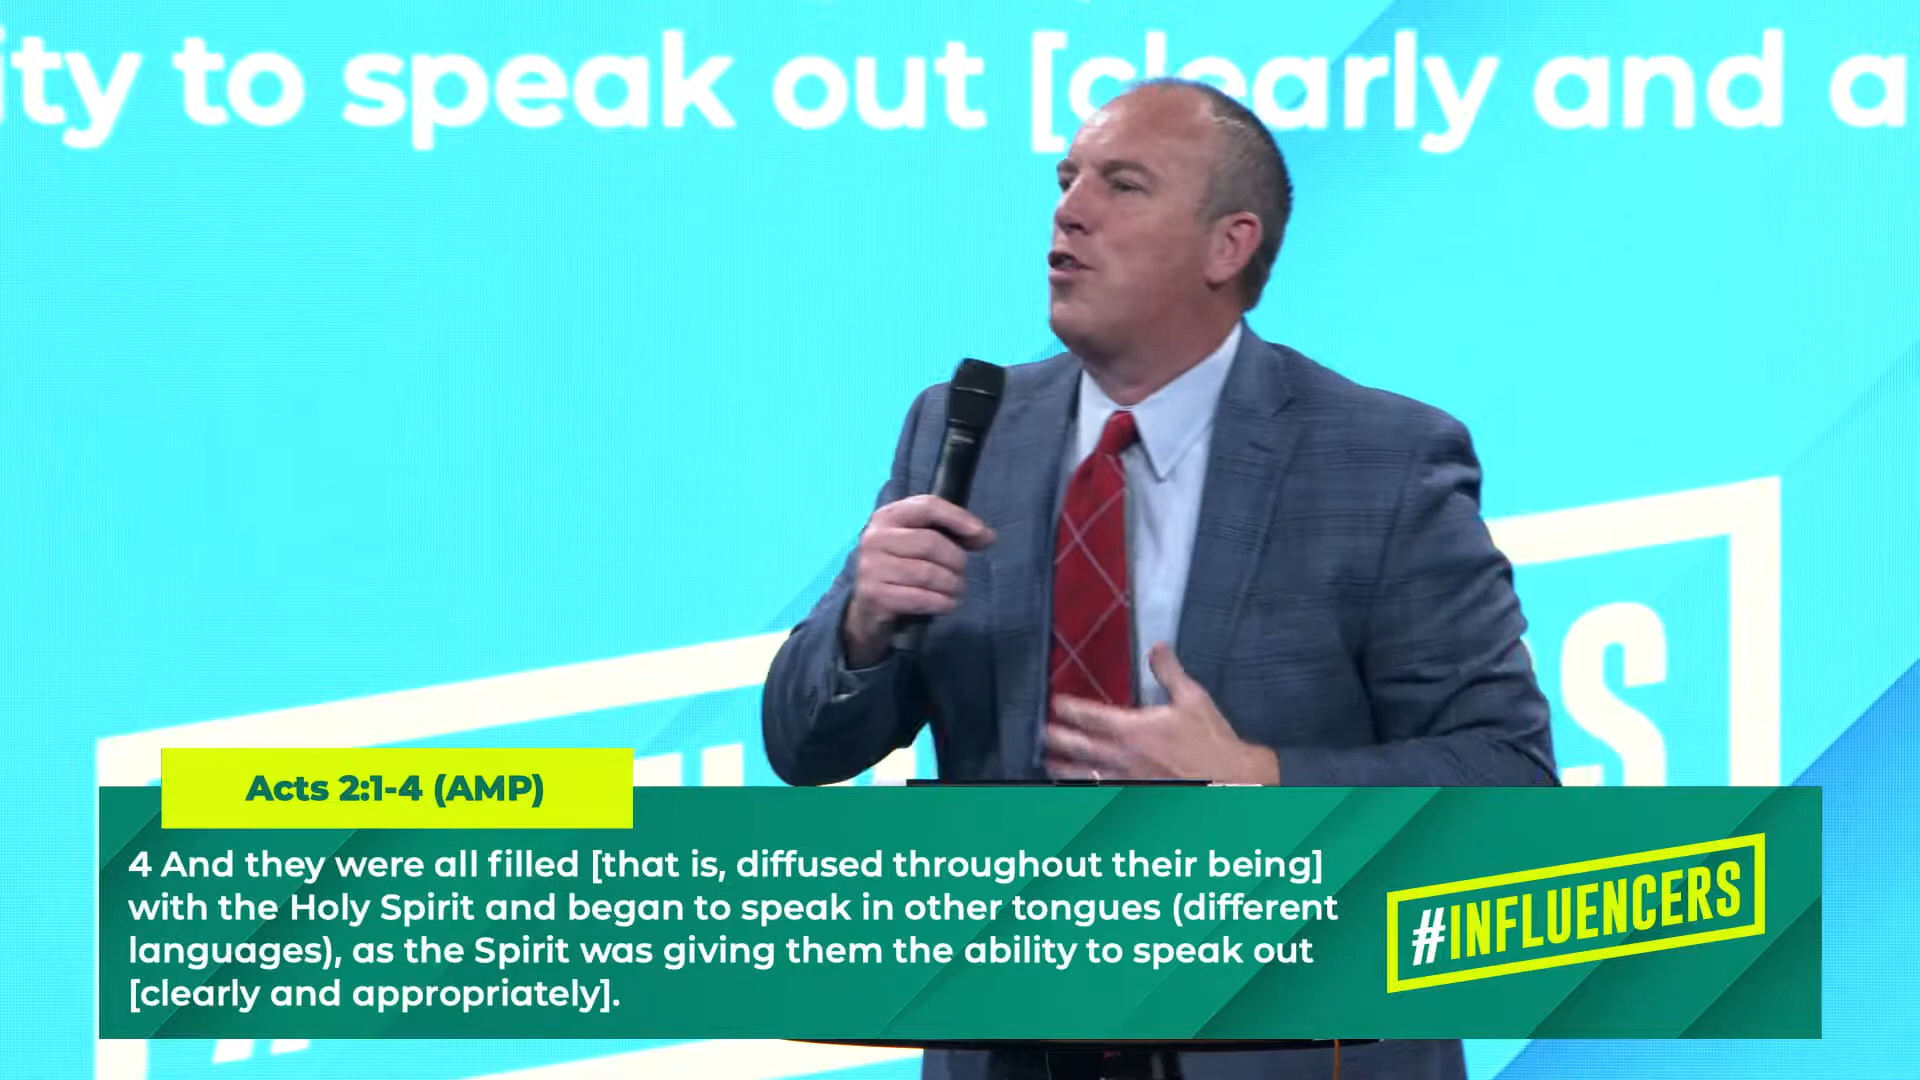 ity to speak out [clearly and a
Acts 2:1-4 (AMP)
4 And they were all filled [that is, diffused throughout their being]
with the Holy Spirit and began to speak in other tongues (different
languages), as the Spirit was giving them the ability to speak out
[clearly and appropriately].
#INFLUENCERS